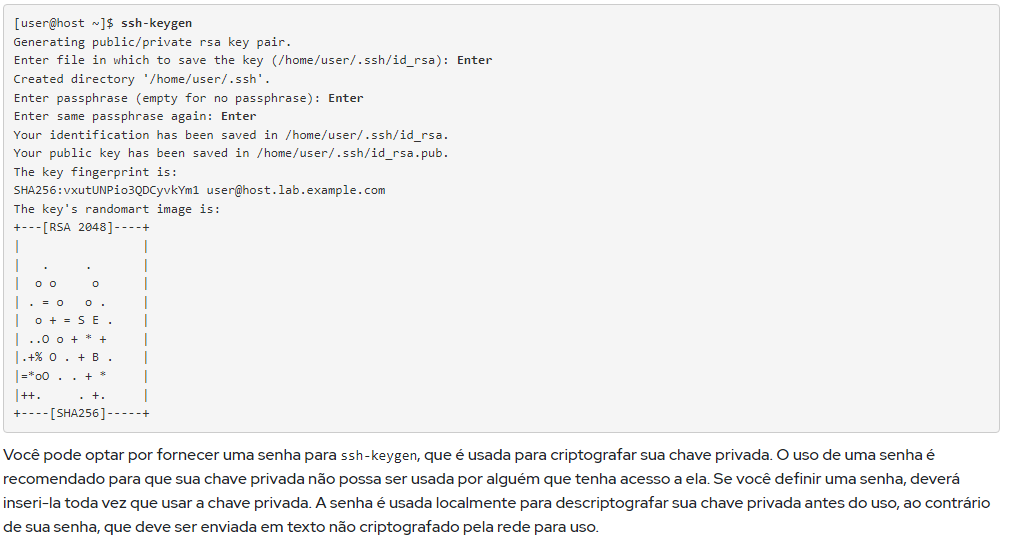 [user@host ~]$ ssh-keygen
Generating public/private rsa key pair.
Enter file in which to save the key (/home/user/.ssh/id_rsa): Enter
Created directory '/home/user/.ssh'.
Enter passphrase (empty for no passphrase): Enter
Enter same passphrase again: Enter
Your identification has been saved in /home/user/.ssh/id_rsa.
Your public key has been saved in /home/user/.ssh/id_rsa.pub.
The key fingerprint is:
SHA256:vxutUNPio3QDCyvkYm1 user@host.lab.example.com
The key's randomart image is:
+---[RSA 2048]----+
|                 |
|   .     .       |
|  o o     o      |
| . = o   o .     |
|  o + = S E .    |
| ..O o + * +     |
|.+% O . + B .    |
|=*oO . . + *     |
|++.     . +.     |
+----[SHA256]-----+
Você pode optar por fornecer uma senha para ssh-keygen, que é usada para criptografar sua chave privada. O uso de uma senha é
recomendado para que sua chave privada não possa ser usada por alguém que tenha acesso a ela. Se você definir uma senha, deverá
inseri-la toda vez que usar a chave privada. A senha é usada localmente para descriptografar sua chave privada antes do uso, ao contrário
de sua senha, que deve ser enviada em texto não criptografado pela rede para uso.